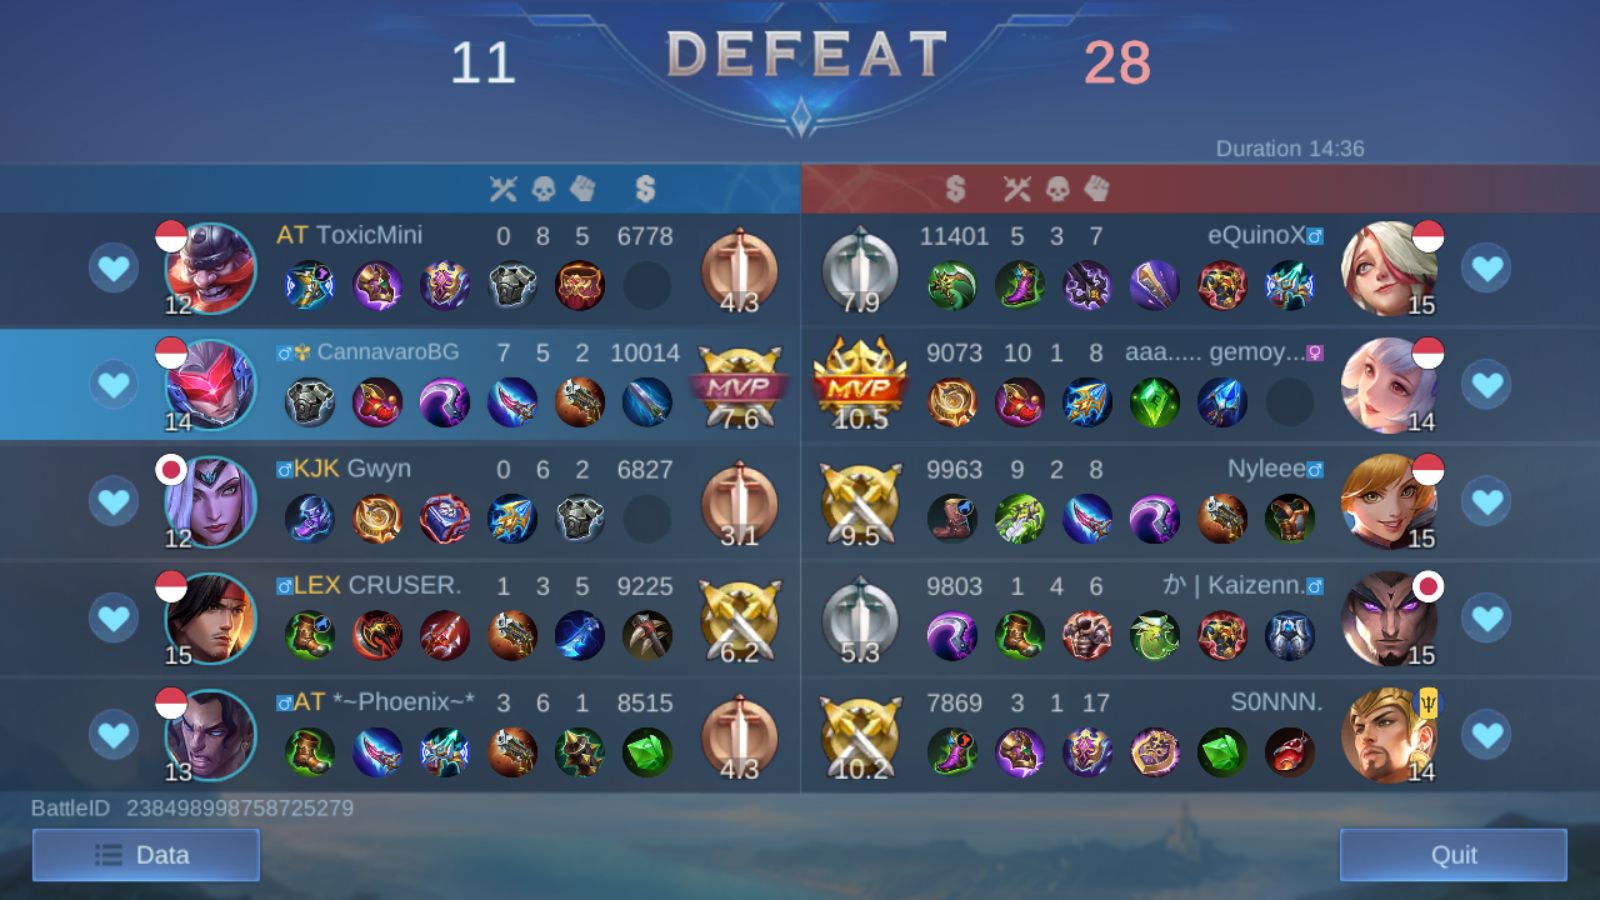 11 DEFEAT 28
Duration 14:36
AT ToxicMini 0 8 5 6778
12 4.3
11401 5 3 7 eQuinoX
7.9 15
CannavaroBG 7 5 2 10014
14 MVP 7.6
9073 10 1 8 aaa..... gemoy...
MVP 10.5 14
KJK Gwyn 0 6 2 6827
12 3.1
9963 9 2 8 Nyleee
9.5 15
LEX CRUSER. 1 3 5 9225
15 6.2
9803 1 4 6 か | Kaizenn.
5.3 15
AT *~Phoenix~* 3 6 1 8515
13 4.3
7869 3 1 17 S0NNN.
10.2 14
BattleID 238498998758725279
Data
Quit